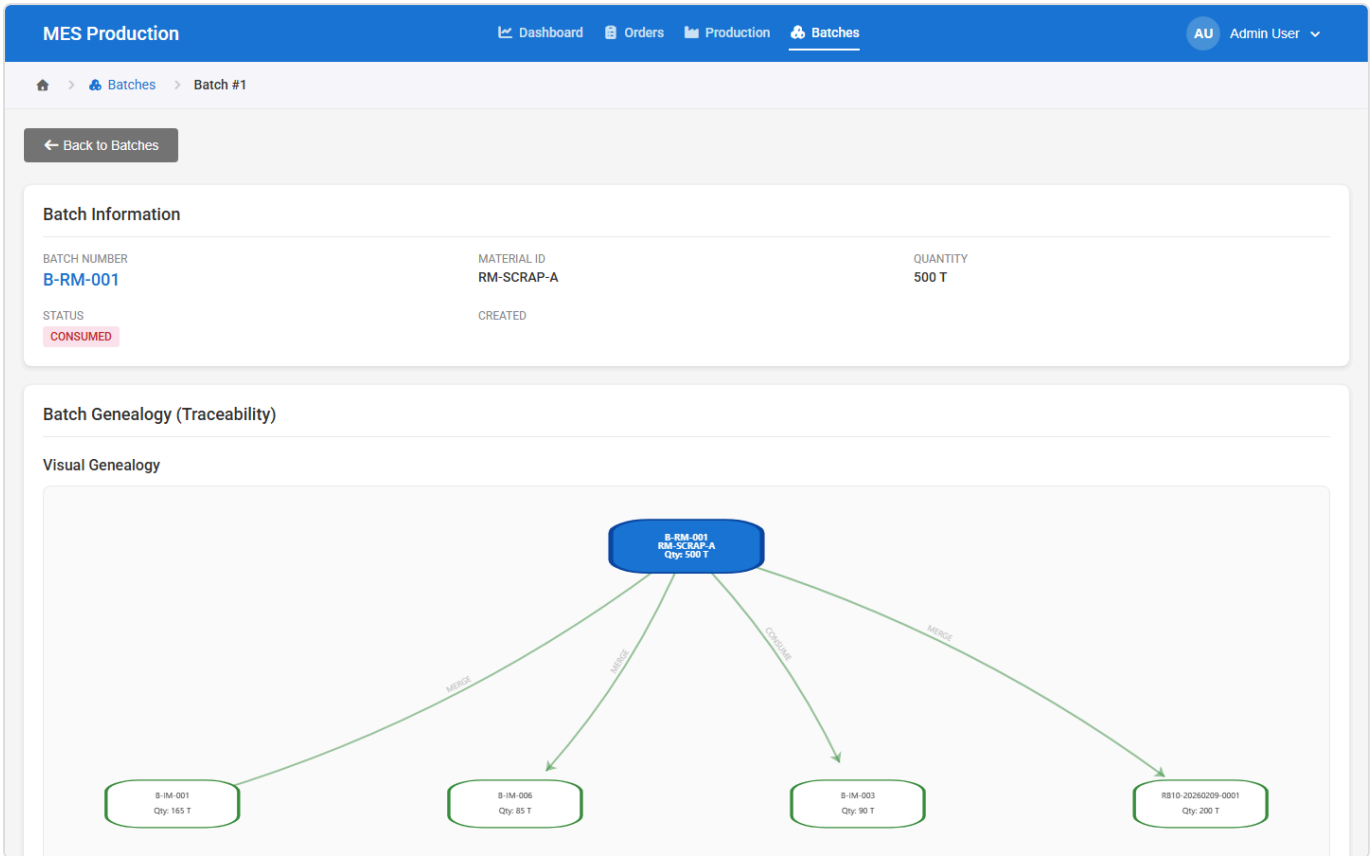 MES Production
Dashboard
Orders
Production
Batches
AU
Admin User
Batches
Batch #1
Back to Batches
Batch Information
BATCH NUMBER
B-RM-001
MATERIAL ID
RM-SCRAP-A
QUANTITY
500 T
STATUS
CONSUMED
CREATED
Batch Genealogy (Traceability)
Visual Genealogy
B-RM-001
RM-SCRAP-A
Qty: 500 T
MERGE
MERGE
CONSUME
MERGE
B-IM-001
Qty: 165 T
B-IM-006
Qty: 85 T
B-IM-003
Qty: 90 T
RB10-20260209-0001
Qty: 200 T